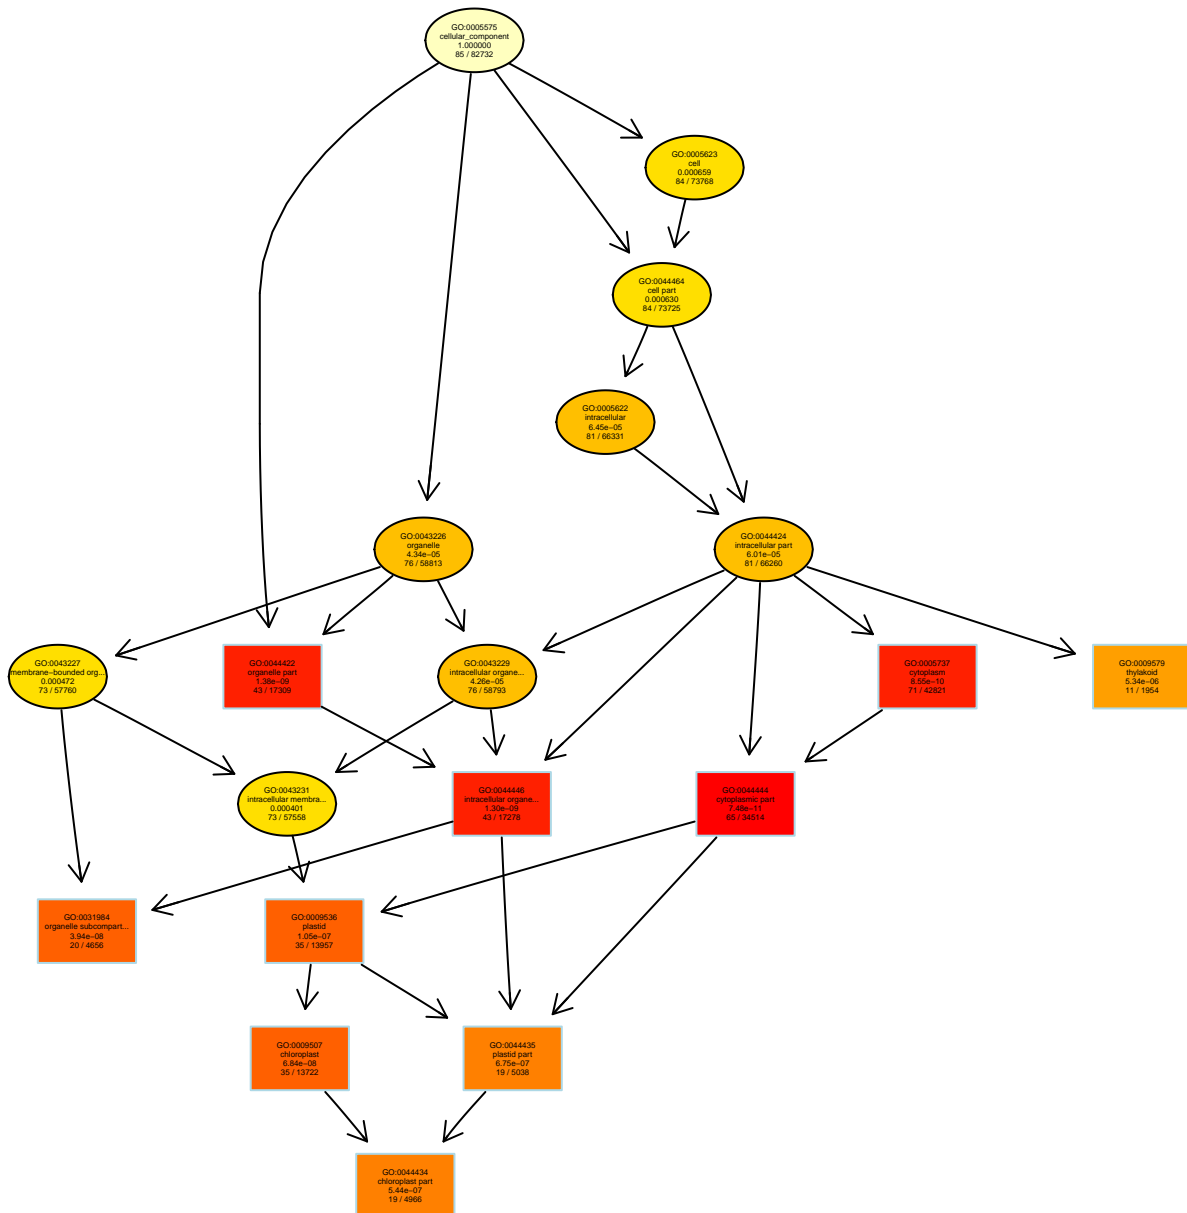 GO:0005575
cellular_component
1.000000
85 / 82732
GO:0005623
cell
0.000659
84 / 73768
GO:0044464
cell part
0.000630
84 / 73725
GO:0005622
intracellular
6.45e−05
81 / 66331
GO:0043226
organelle
4.34e−05
76 / 58813
GO:0044424
intracellular part
6.01e−05
81 / 66260
GO:0043227
membrane−bounded org...
0.000472
73 / 57760
GO:0044422
organelle part
1.38e−09
43 / 17309
GO:0043229
intracellular organe...
4.26e−05
76 / 58793
GO:0005737
cytoplasm
8.55e−10
71 / 42821
GO:0009579
thylakoid
5.34e−06
11 / 1954
GO:0043231
intracellular membra...
0.000401
73 / 57558
GO:0044446
intracellular organe...
1.30e−09
43 / 17278
GO:0044444
cytoplasmic part
7.48e−11
65 / 34514
GO:0031984
organelle subcompart...
3.94e−08
20 / 4656
GO:0009536
plastid
1.05e−07
35 / 13957
GO:0009507
chloroplast
6.84e−08
35 / 13722
GO:0044435
plastid part
6.75e−07
19 / 5038
GO:0044434
chloroplast part
5.44e−07
19 / 4966